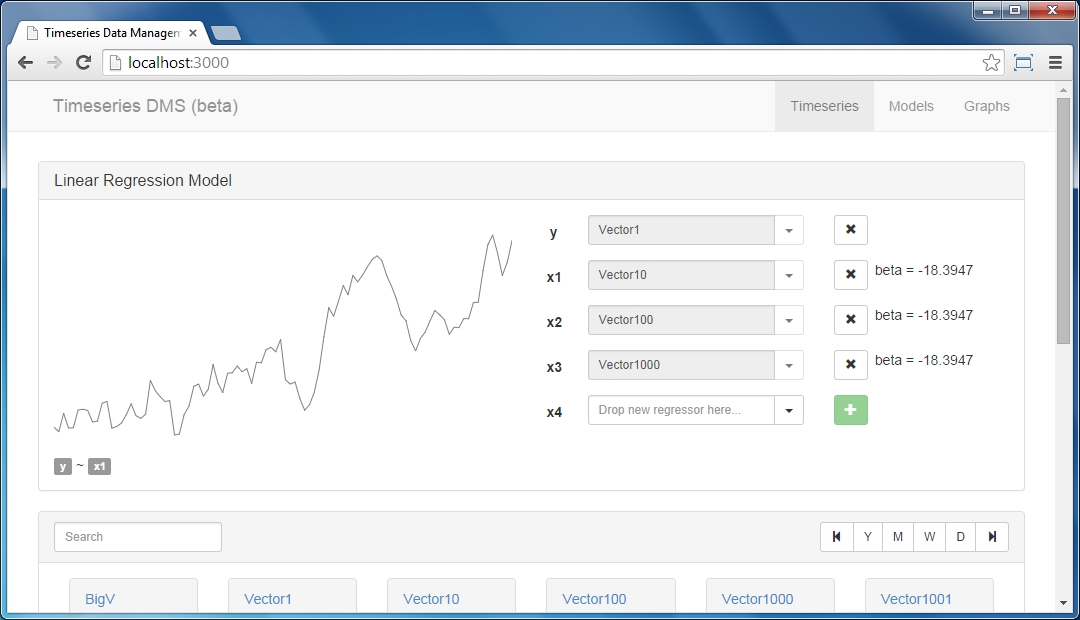 Timeseries Data Managem
localhost:3000
Timeseries DMS (beta)
Timeseries
Models
Graphs
Linear Regression Model
y
Vector1
x1
Vector10
beta = -18.3947
x2
Vector100
beta = -18.3947
x3
Vector1000
beta = -18.3947
x4
Drop new regressor here...
y ~ x1
Search
Y
M
W
D
BigV
Vector1
Vector10
Vector100
Vector1000
Vector1001